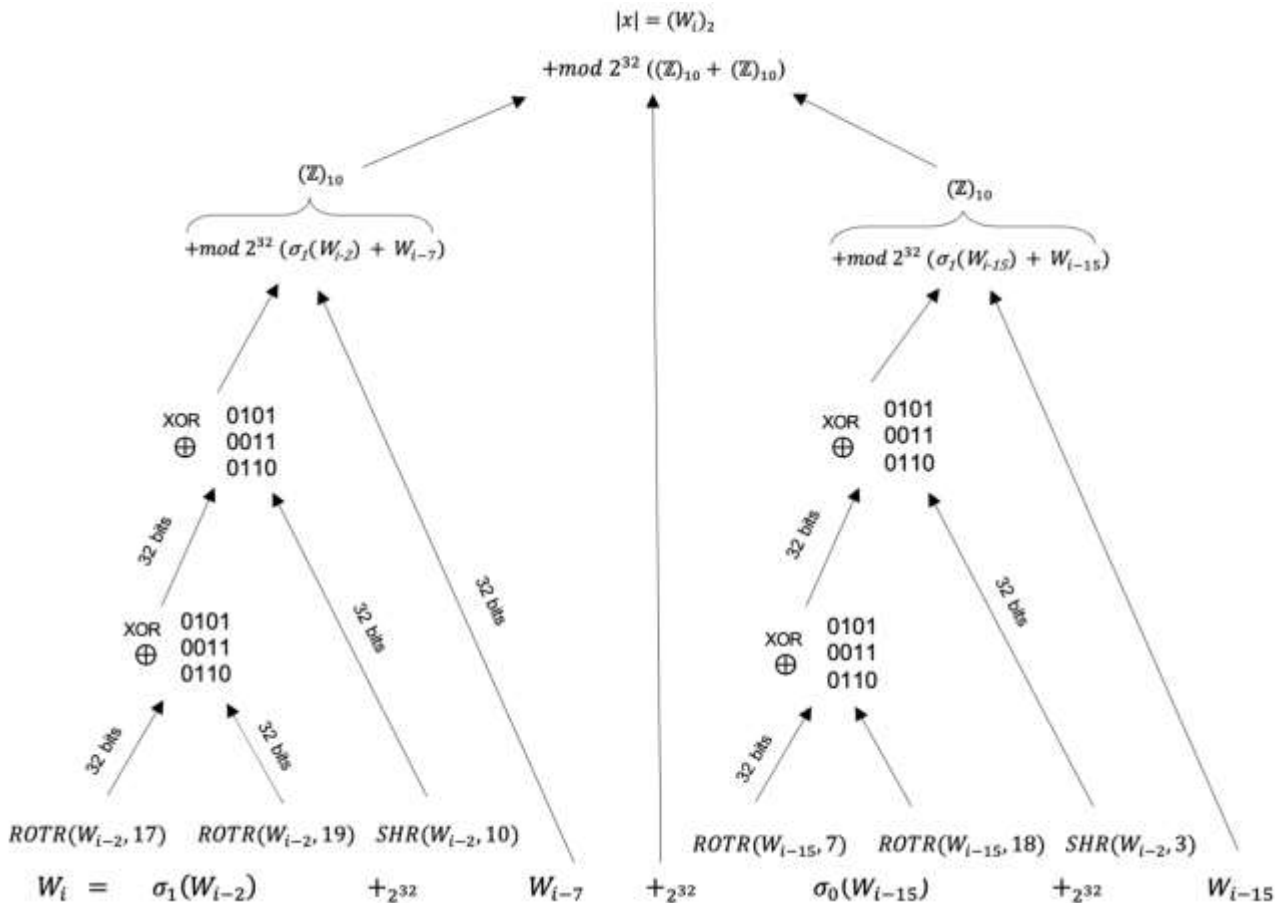 |x| = (W_i)_2
+mod 2^32 ((ℤ)_10 + (ℤ)_10)
(ℤ)_10
+mod 2^32 (σ_1(W_i-2) + W_i−7)
(ℤ)_10
+mod 2^32 (σ_1(W_i-15) + W_i−15)
XOR
⊕
0101
0011
0110
XOR
⊕
0101
0011
0110
32 bits
32 bits
32 bits
32 bits
32 bits
XOR
⊕
0101
0011
0110
XOR
⊕
0101
0011
0110
32 bits
32 bits
32 bits
ROTR(W_i−2, 17) ROTR(W_i−2, 19) SHR(W_i−2, 10)
ROTR(W_i−15, 7) ROTR(W_i−15, 18) SHR(W_i−2, 3)
W_i = σ_1(W_i−2) +_2^32 W_i−7 +_2^32 σ_0(W_i−15) +_2^32 W_i−15